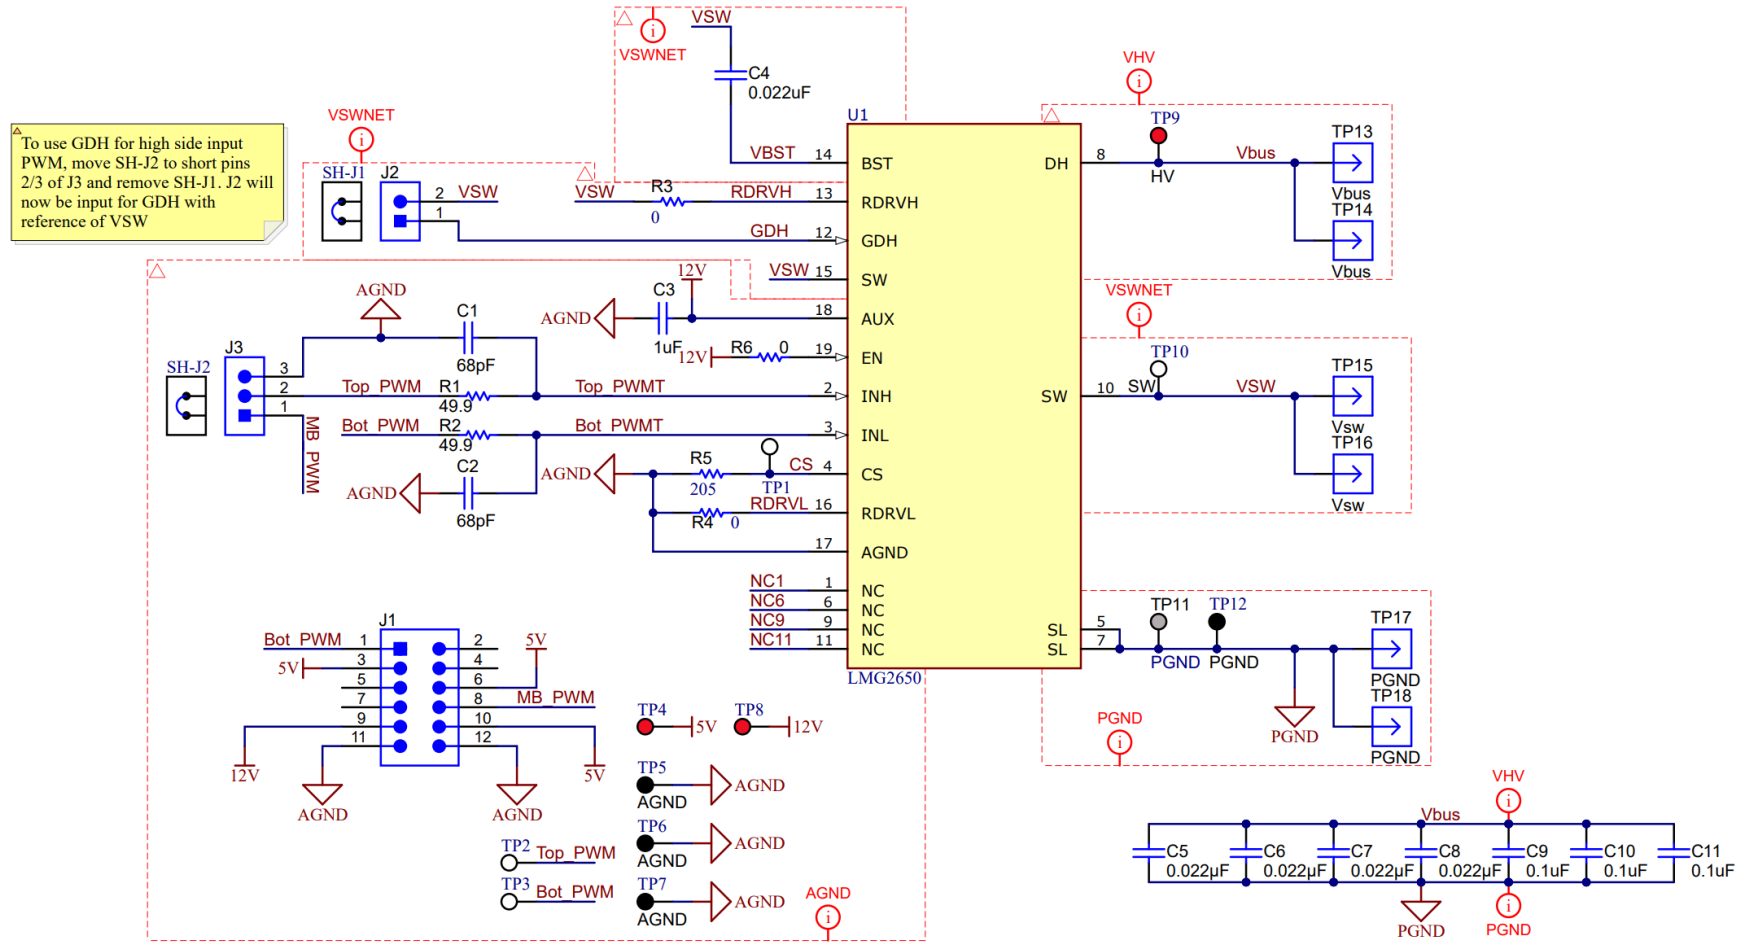 VSWNET
VSW
C4
0.022uF
VBST
14
BST
U1
VHV
TP9
DH
8
HV
Vbus
TP13
Vbus
TP14
Vbus
To use GDH for high side input
PWM, move SH-J2 to short pins
2/3 of J3 and remove SH-J1. J2 will
now be input for GDH with
reference of VSW
VSWNET
SH-J1
J2
2
VSW
1
VSW
R3
0
RDRVH
13
RDRVH
GDH
12
GDH
VSW
15
SW
12V
AGND
C3
1uF
18
AUX
12V
R6
0
19
EN
AGND
C1
68pF
SH-J2
J3
3
2
1
Top_PWM
R1
49.9
Top_PWMT
2
INH
MB_PWM
Bot_PWM
R2
49.9
Bot_PWMT
3
INL
AGND
C2
68pF
AGND
R5
205
TP1
CS
4
CS
R4
0
RDRVL
16
RDRVL
17
AGND
NC1
1
NC
NC6
6
NC
NC9
9
NC
NC11
11
NC
LMG2650
VSWNET
TP10
SW
10
SW
VSW
TP15
Vsw
TP16
Vsw
SL
5
SL
7
TP11
PGND
TP12
PGND
PGND
TP17
PGND
TP18
PGND
PGND
J1
Bot_PWM
1
2
5V
3
4
5V
5
6
7
8
MB_PWM
9
10
11
12
12V
AGND
AGND
5V
TP4
5V
TP8
12V
TP5
AGND
AGND
TP6
AGND
AGND
TP7
AGND
AGND
TP2
Top_PWM
TP3
Bot_PWM
AGND
VHV
Vbus
C5
0.022µF
C6
0.022µF
C7
0.022µF
C8
0.022µF
C9
0.1uF
C10
0.1uF
C11
0.1uF
PGND
PGND